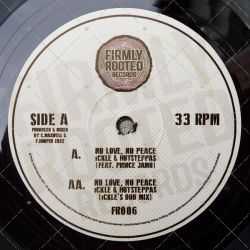 FIRMLY
ROOTED
RECORDS
SIDE A
33 RPM
PRODUCED & MIXED
BY C.MAXWELL &
T.HOOPER 2022
A. NO LOVE, NO PEACE
ICKLE & HOTSTEPPAS
(FEAT. PRINCE JAMO)
AA. NO LOVE, NO PEACE
ICKLE & HOTSTEPPAS
(ICKLE'S DUB MIX)
FR006